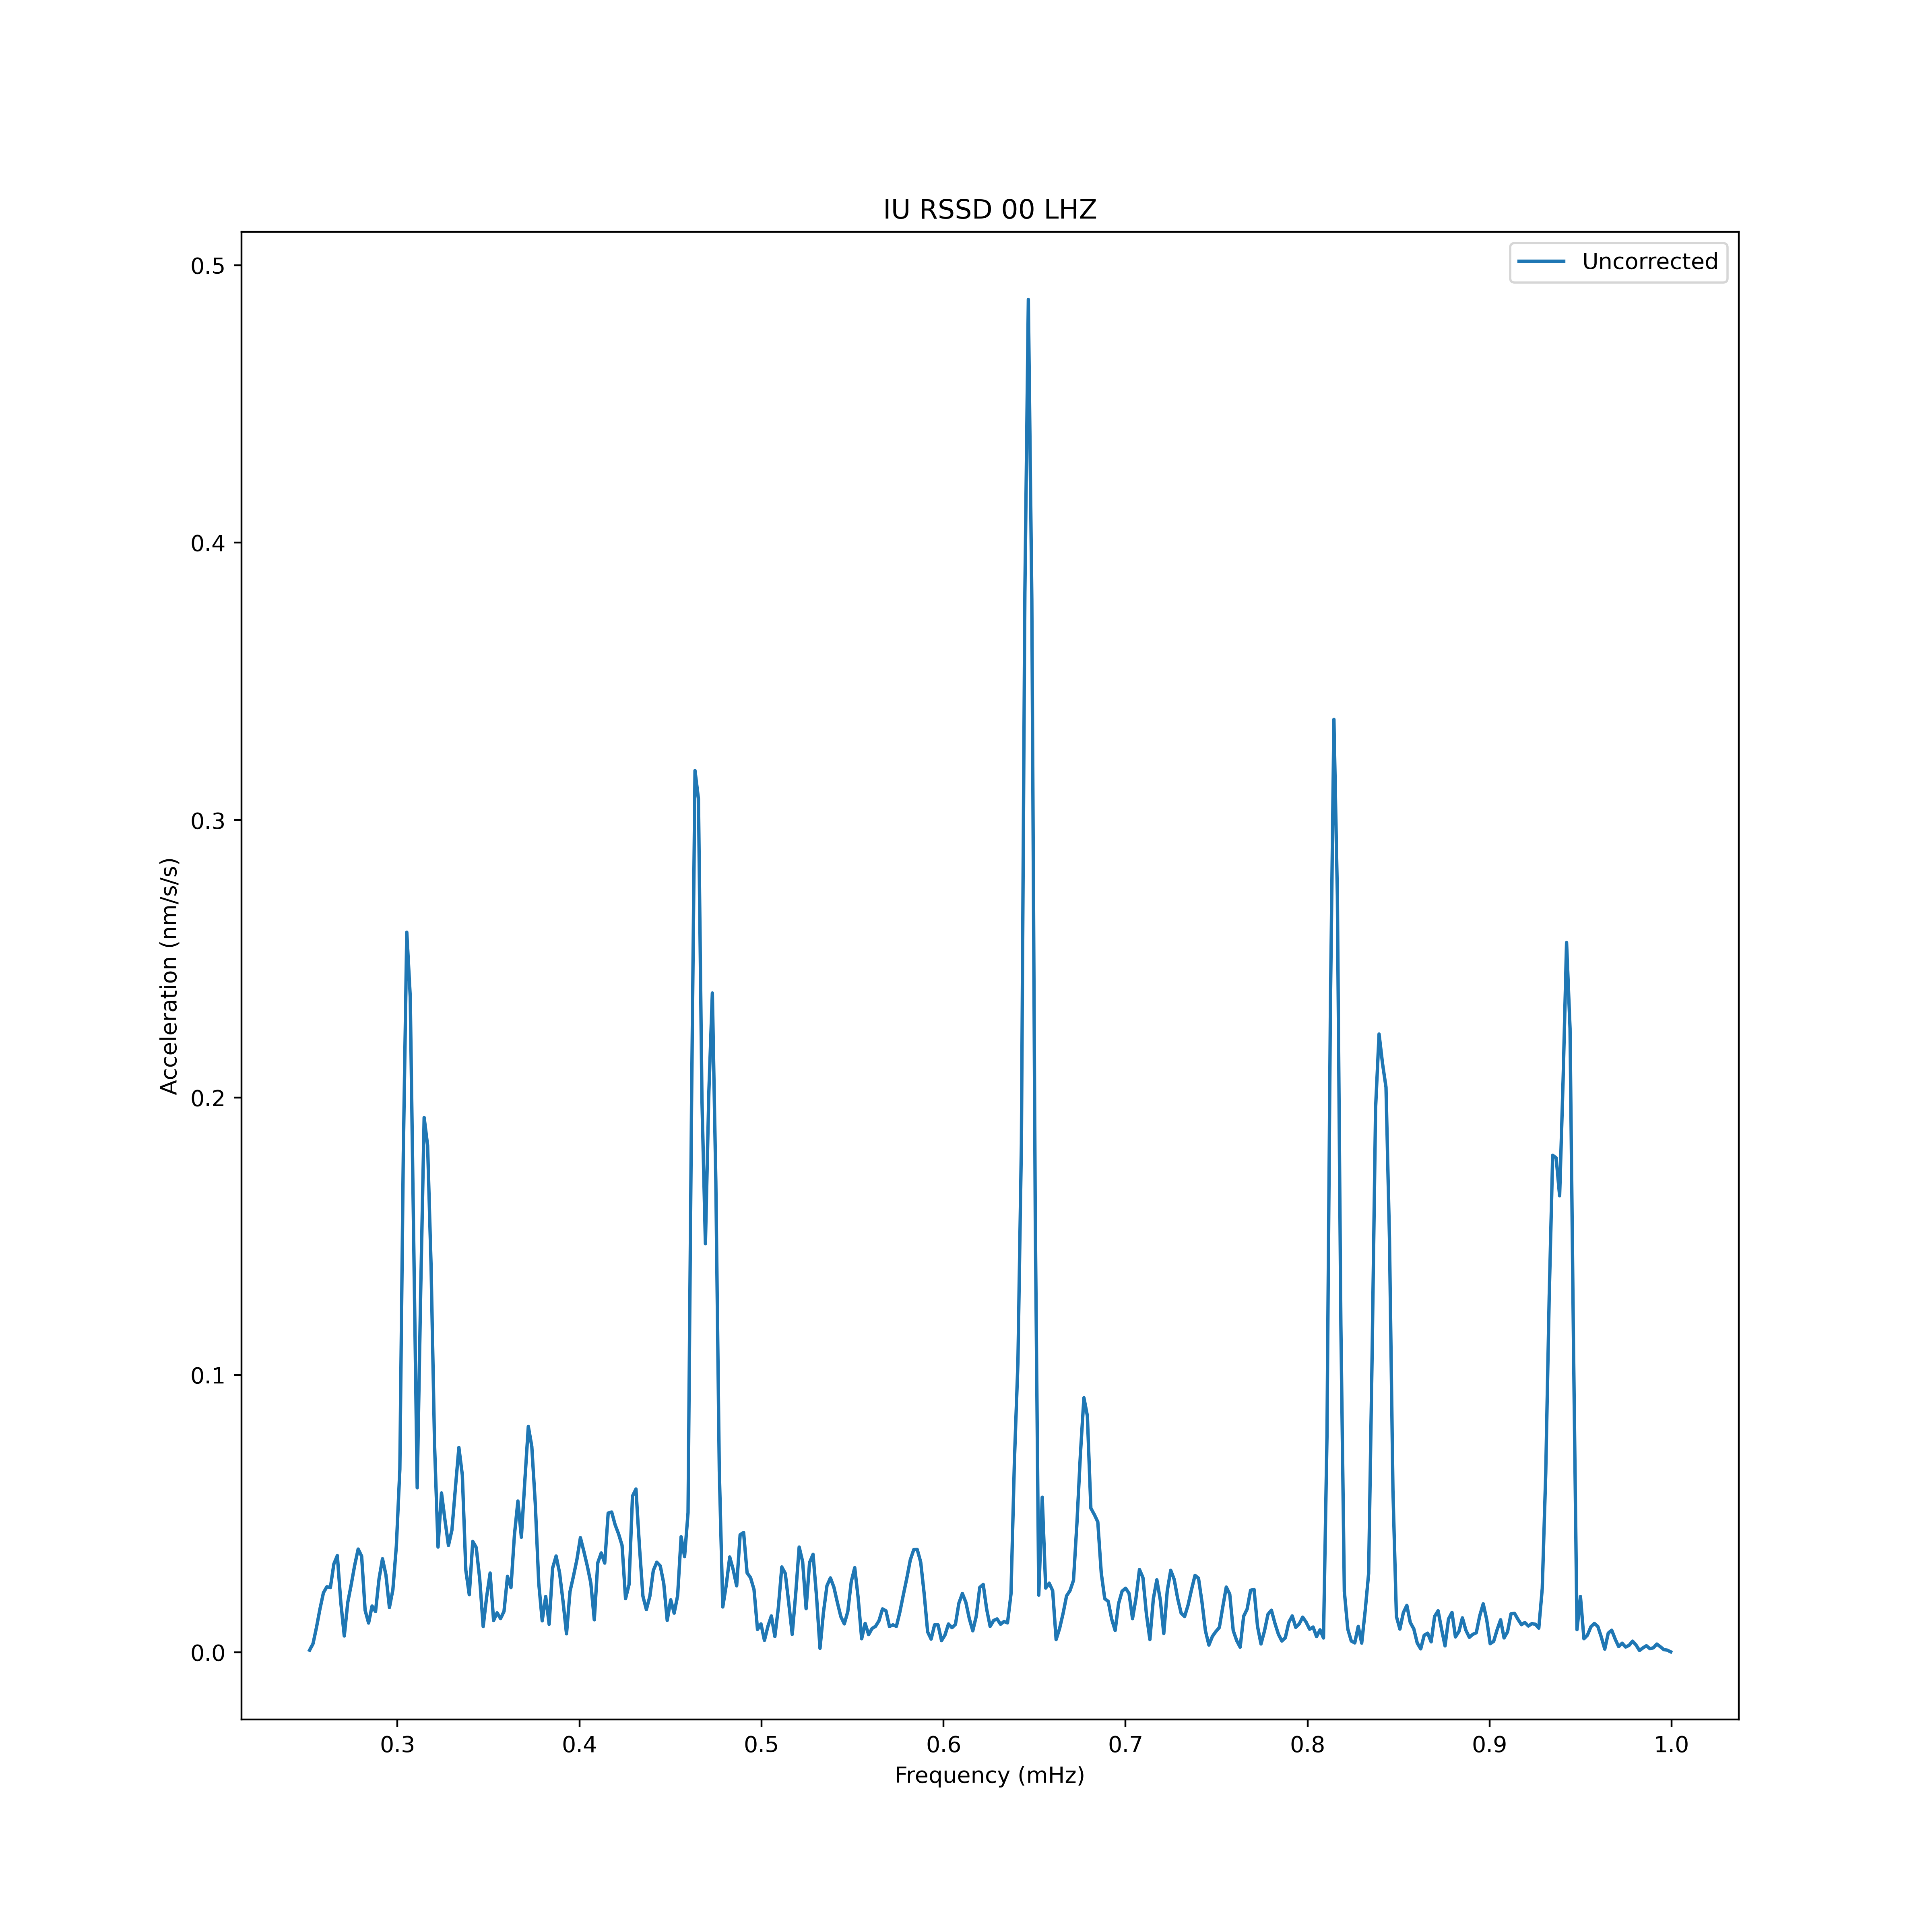 IU RSSD 00 LHZ
Uncorrected
0.5
0.4
0.3
0.2
0.1
0.0
Acceleration (nm/s/s)
0.3 0.4 0.5 0.6 0.7 0.8 0.9 1.0
Frequency (mHz)